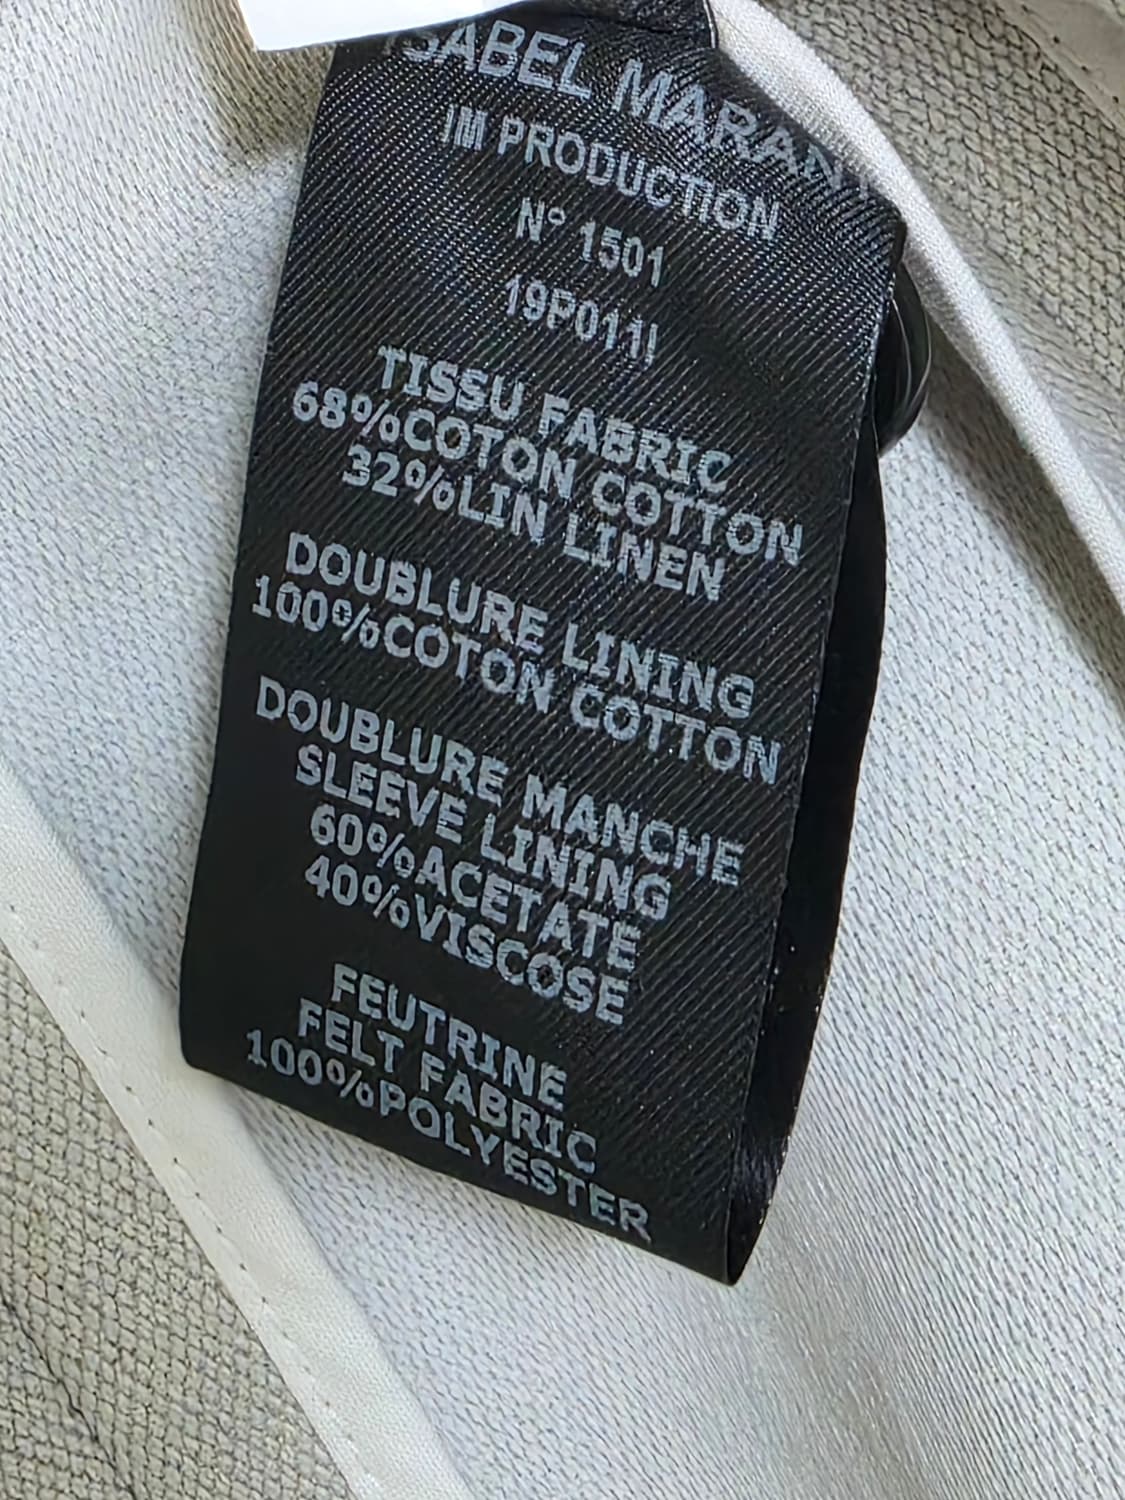 ISABEL MARANT
IM PRODUCTION
N° 1501
19P011I
TISSU FABRIC
68%COTON COTTON
32%LIN LINEN
DOUBLURE LINING
100%COTON COTTON
DOUBLURE MANCHE
SLEEVE LINING
60%ACETATE
40%VISCOSE
FEUTRINE
FELT FABRIC
100%POLYESTER